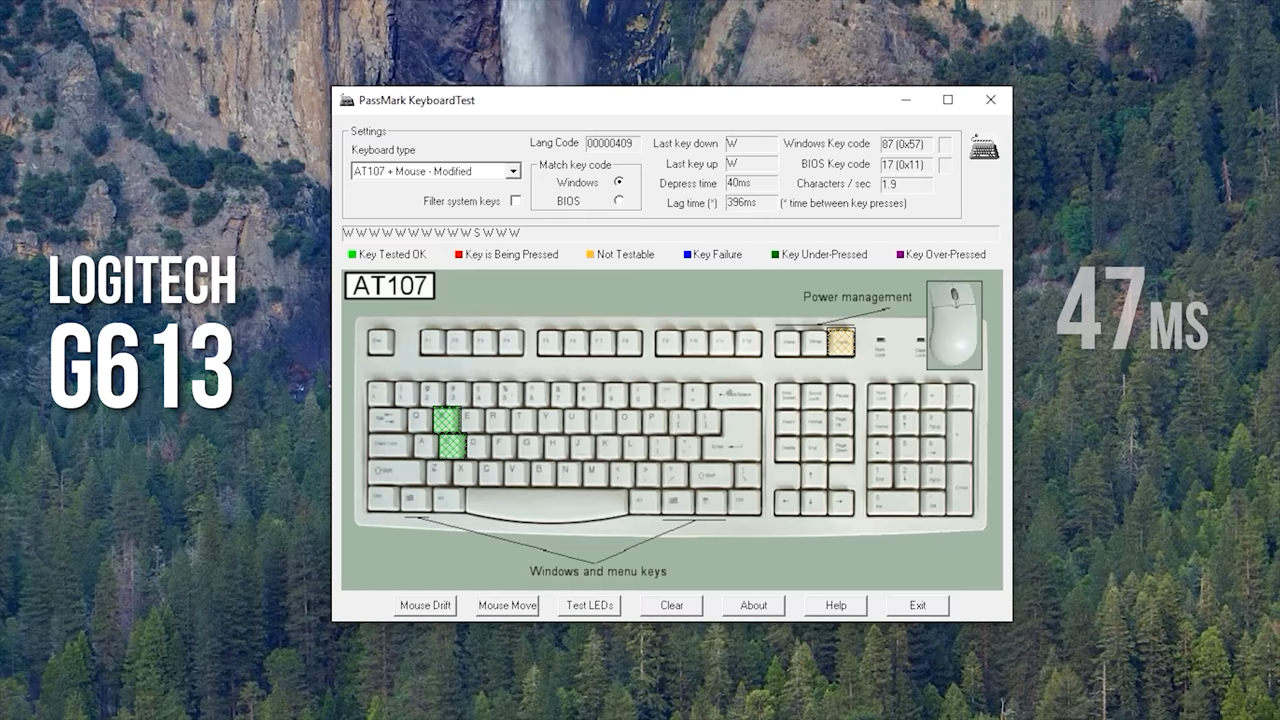 PassMark KeyboardTest
Settings
Keyboard type
AT107 + Mouse - Modified
Filter system keys
Lang Code 00000409
Match key code
Windows
BIOS
Last key down W
Last key up W
Depress time 40ms
Lag time (*) 396ms (* time between key presses)
Windows Key code 87 (0x57)
BIOS Key code 17 (0x11)
Characters / sec 1.9
W W W W W W W W W W S W W W
Key Tested OK Key is Being Pressed Not Testable Key Failure Key Under-Pressed Key Over-Pressed
LOGITECH
G613
47MS
AT107
Power management
Q E R T Y U I O P
A D F G H J K L
Z X C V B N M
Windows and menu keys
Mouse Drift Mouse Move Test LEDs Clear About Help Exit